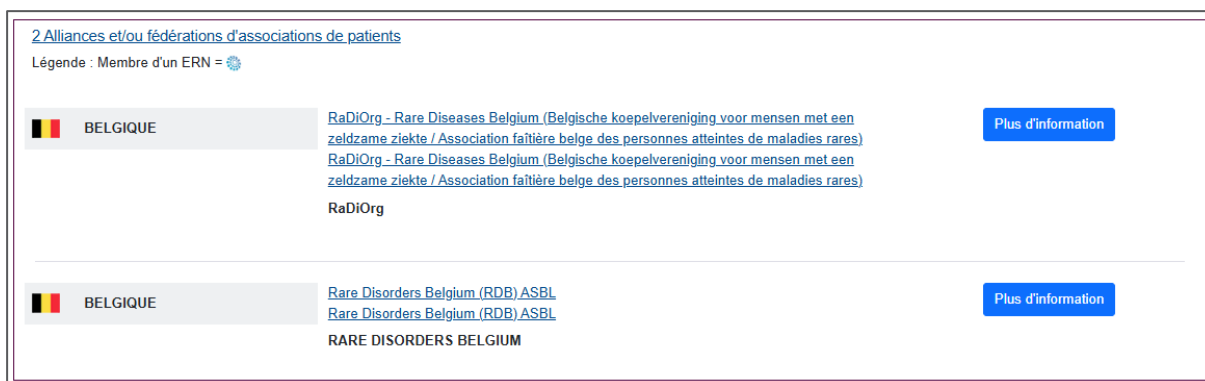 2 Alliances et/ou fédérations d'associations de patients
Légende : Membre d'un ERN =
BELGIQUE
RaDiOrg - Rare Diseases Belgium (Belgische koepelvereniging voor mensen met een
zeldzame ziekte / Association faîtière belge des personnes atteintes de maladies rares)
RaDiOrg - Rare Diseases Belgium (Belgische koepelvereniging voor mensen met een
zeldzame ziekte / Association faîtière belge des personnes atteintes de maladies rares)
RaDiOrg
Plus d'information
BELGIQUE
Rare Disorders Belgium (RDB) ASBL
Rare Disorders Belgium (RDB) ASBL
RARE DISORDERS BELGIUM
Plus d'information